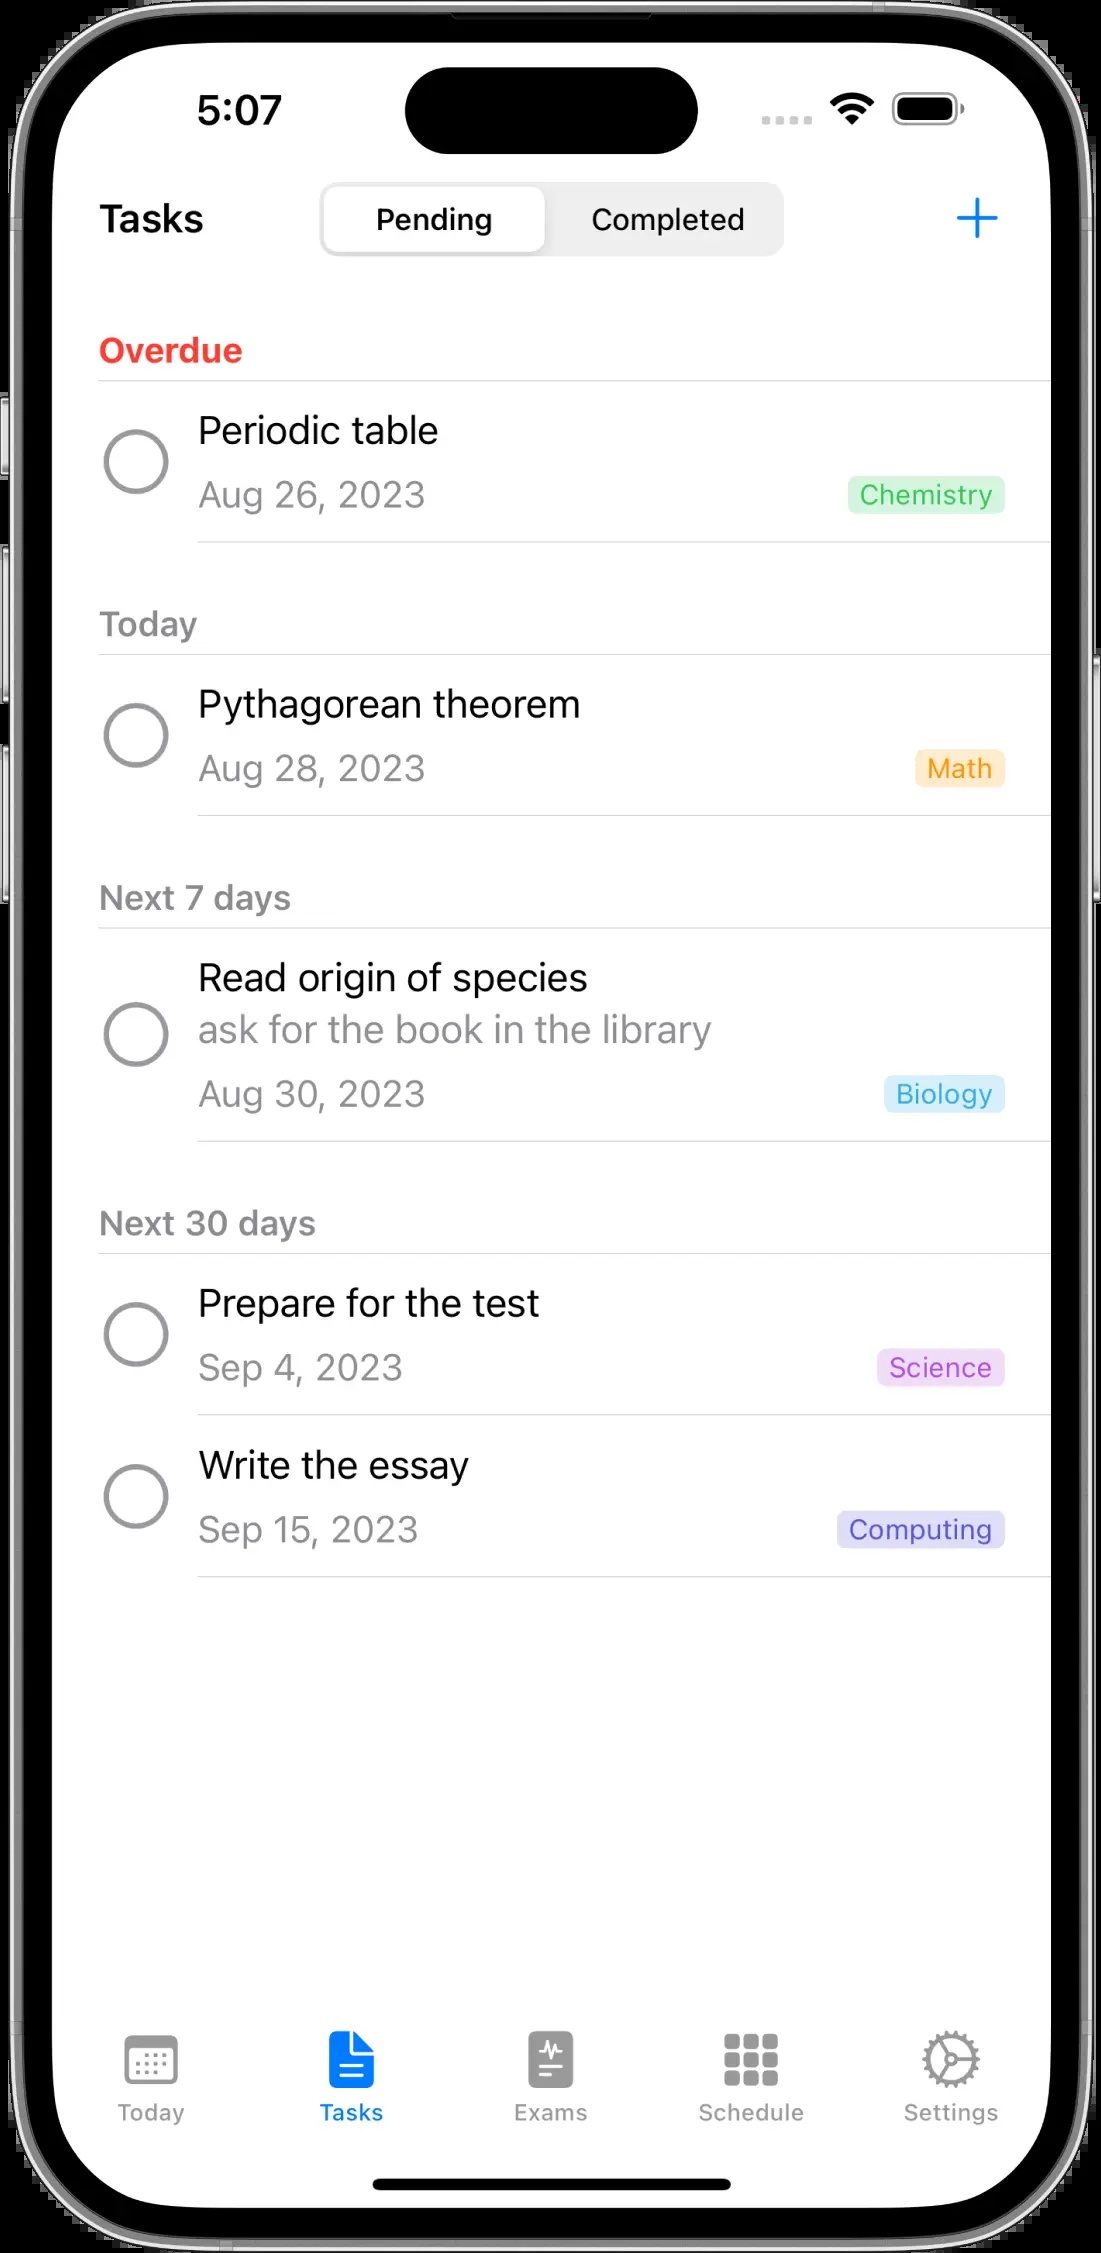 5:07
Tasks
Pending
Completed
Overdue
Periodic table
Aug 26, 2023
Chemistry
Today
Pythagorean theorem
Aug 28, 2023
Math
Next 7 days
Read origin of species
ask for the book in the library
Aug 30, 2023
Biology
Next 30 days
Prepare for the test
Sep 4, 2023
Science
Write the essay
Sep 15, 2023
Computing
Today
Tasks
Exams
Schedule
Settings